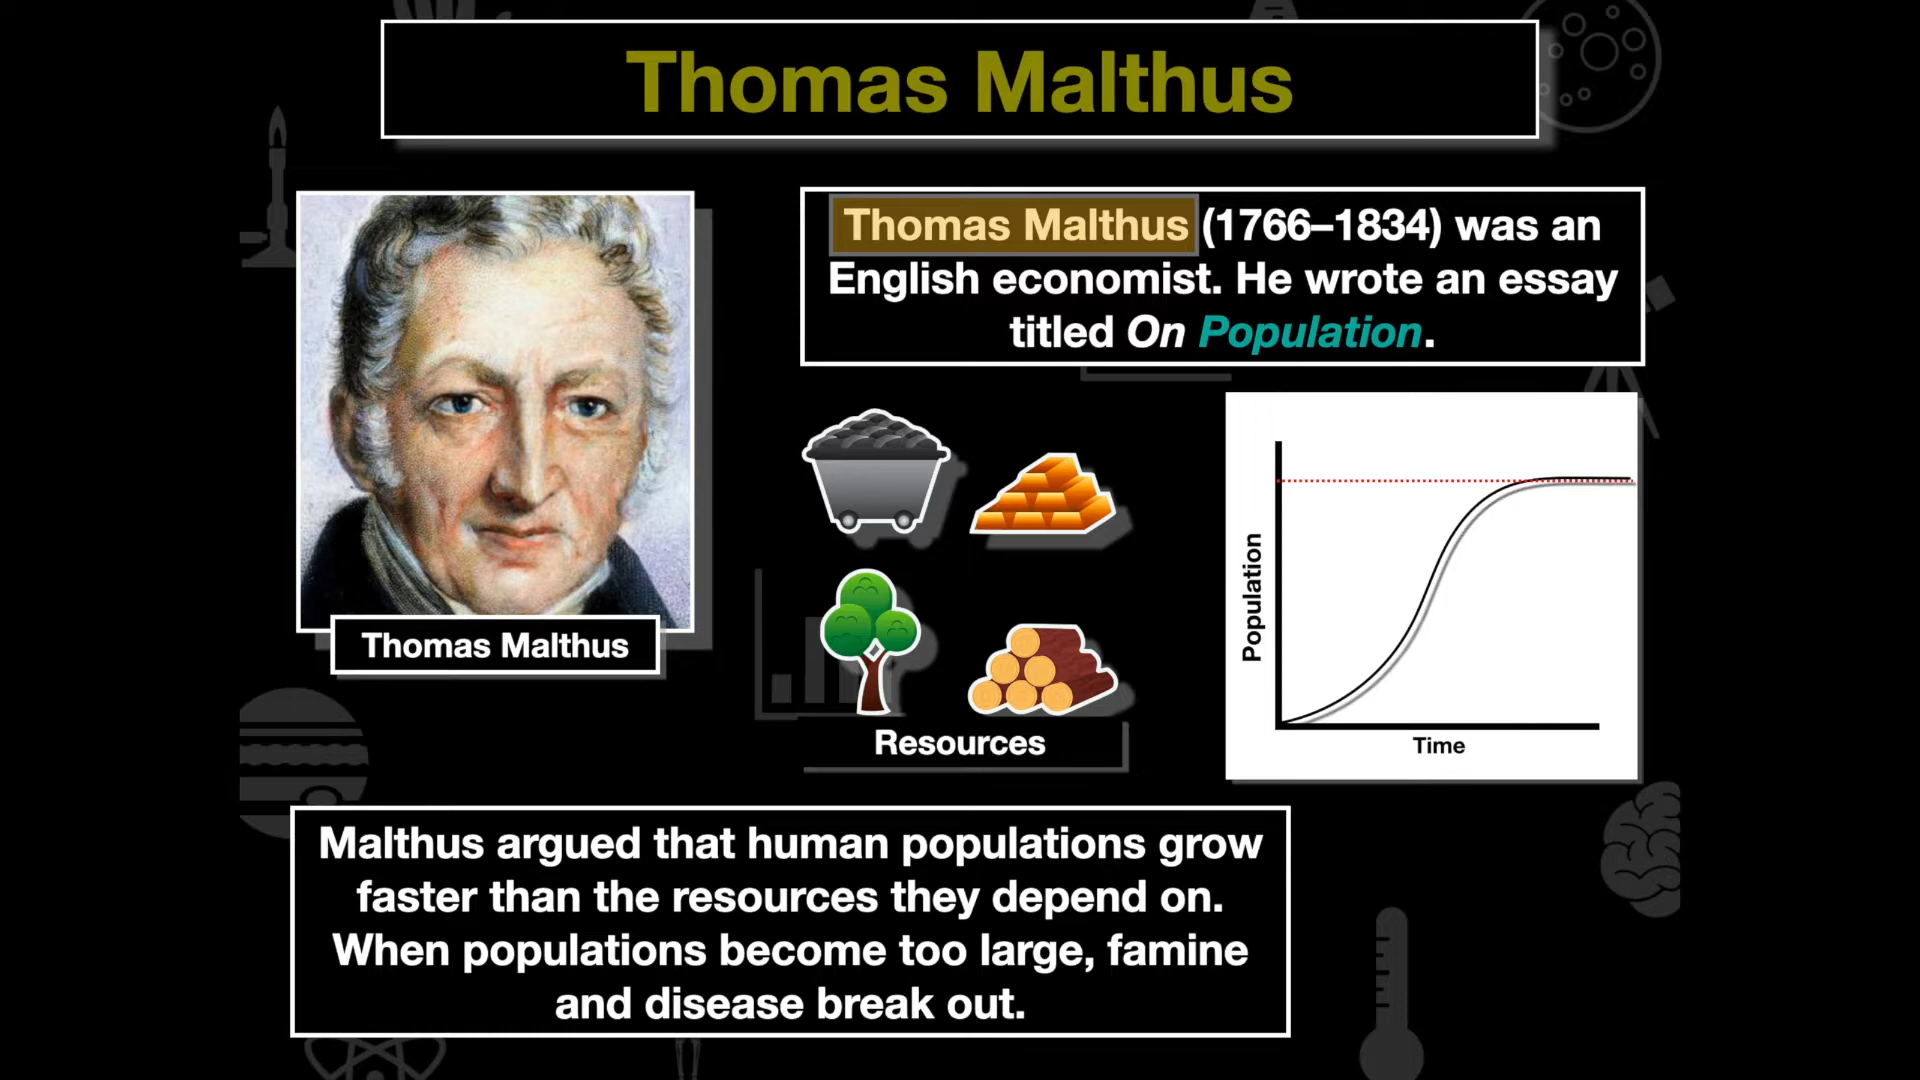 Thomas Malthus
Thomas Malthus (1766–1834) was an
English economist. He wrote an essay
titled On Population.
Thomas Malthus
Resources
Population
Time
Malthus argued that human populations grow
faster than the resources they depend on.
When populations become too large, famine
and disease break out.